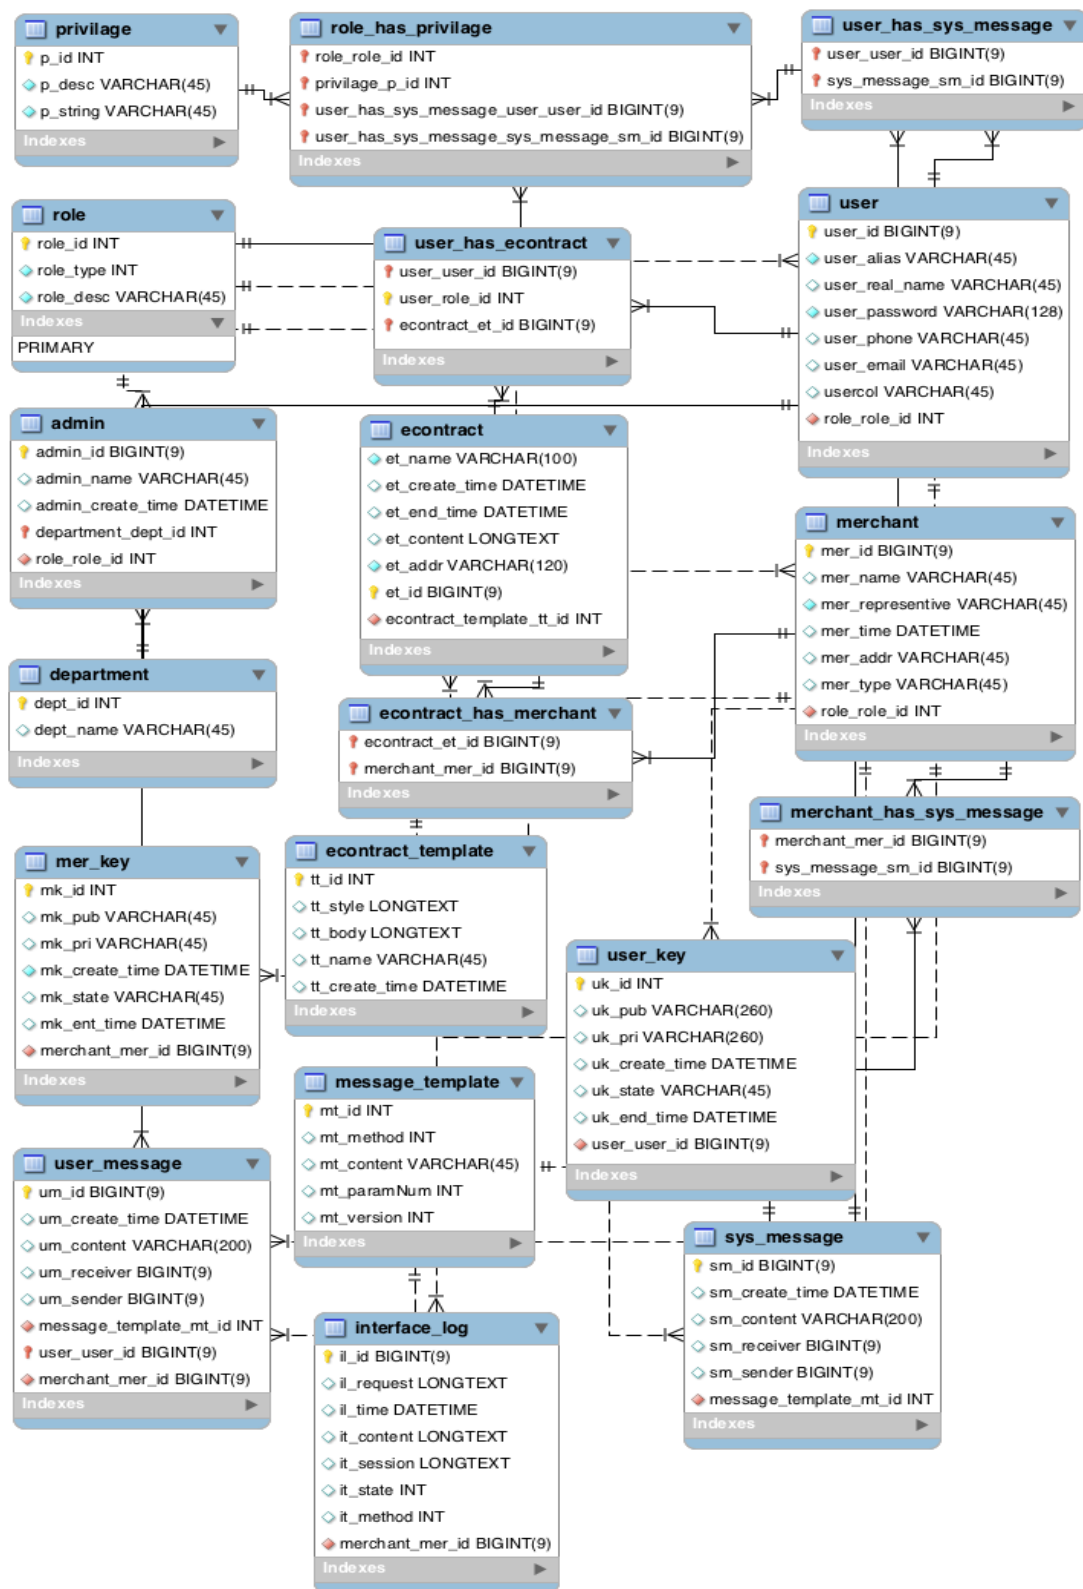 privilage
p_id INT
p_desc VARCHAR(45)
p_string VARCHAR(45)
Indexes
role_has_privilage
role_role_id INT
privilage_p_id INT
user_has_sys_message_user_user_id BIGINT(9)
user_has_sys_message_sys_message_sm_id BIGINT(9)
Indexes
user_has_sys_message
user_user_id BIGINT(9)
sys_message_sm_id BIGINT(9)
Indexes
role
role_id INT
role_type INT
role_desc VARCHAR(45)
Indexes
PRIMARY
user_has_econtract
user_user_id BIGINT(9)
user_role_id INT
econtract_et_id BIGINT(9)
Indexes
user
user_id BIGINT(9)
user_alias VARCHAR(45)
user_real_name VARCHAR(45)
user_password VARCHAR(128)
user_phone VARCHAR(45)
user_email VARCHAR(45)
usercol VARCHAR(45)
role_role_id INT
Indexes
admin
admin_id BIGINT(9)
admin_name VARCHAR(45)
admin_create_time DATETIME
department_dept_id INT
role_role_id INT
Indexes
econtract
et_name VARCHAR(100)
et_create_time DATETIME
et_end_time DATETIME
et_content LONGTEXT
et_addr VARCHAR(120)
et_id BIGINT(9)
econtract_template_tt_id INT
Indexes
merchant
mer_id BIGINT(9)
mer_name VARCHAR(45)
mer_representive VARCHAR(45)
mer_time DATETIME
mer_addr VARCHAR(45)
mer_type VARCHAR(45)
role_role_id INT
Indexes
department
dept_id INT
dept_name VARCHAR(45)
Indexes
econtract_has_merchant
econtract_et_id BIGINT(9)
merchant_mer_id BIGINT(9)
Indexes
merchant_has_sys_message
merchant_mer_id BIGINT(9)
sys_message_sm_id BIGINT(9)
Indexes
mer_key
mk_id INT
mk_pub VARCHAR(45)
mk_pri VARCHAR(45)
mk_create_time DATETIME
mk_state VARCHAR(45)
mk_ent_time DATETIME
merchant_mer_id BIGINT(9)
Indexes
econtract_template
tt_id INT
tt_style LONGTEXT
tt_body LONGTEXT
tt_name VARCHAR(45)
tt_create_time DATETIME
Indexes
user_key
uk_id INT
uk_pub VARCHAR(260)
uk_pri VARCHAR(260)
uk_create_time DATETIME
uk_state VARCHAR(45)
uk_end_time DATETIME
user_user_id BIGINT(9)
Indexes
message_template
mt_id INT
mt_method INT
mt_content VARCHAR(45)
mt_paramNum INT
mt_version INT
Indexes
user_message
um_id BIGINT(9)
um_create_time DATETIME
um_content VARCHAR(200)
um_receiver BIGINT(9)
um_sender BIGINT(9)
message_template_mt_id INT
user_user_id BIGINT(9)
merchant_mer_id BIGINT(9)
Indexes
sys_message
sm_id BIGINT(9)
sm_create_time DATETIME
sm_content VARCHAR(200)
sm_receiver BIGINT(9)
sm_sender BIGINT(9)
message_template_mt_id INT
Indexes
interface_log
il_id BIGINT(9)
il_request LONGTEXT
il_time DATETIME
it_content LONGTEXT
it_session LONGTEXT
it_state INT
it_method INT
merchant_mer_id BIGINT(9)
Indexes